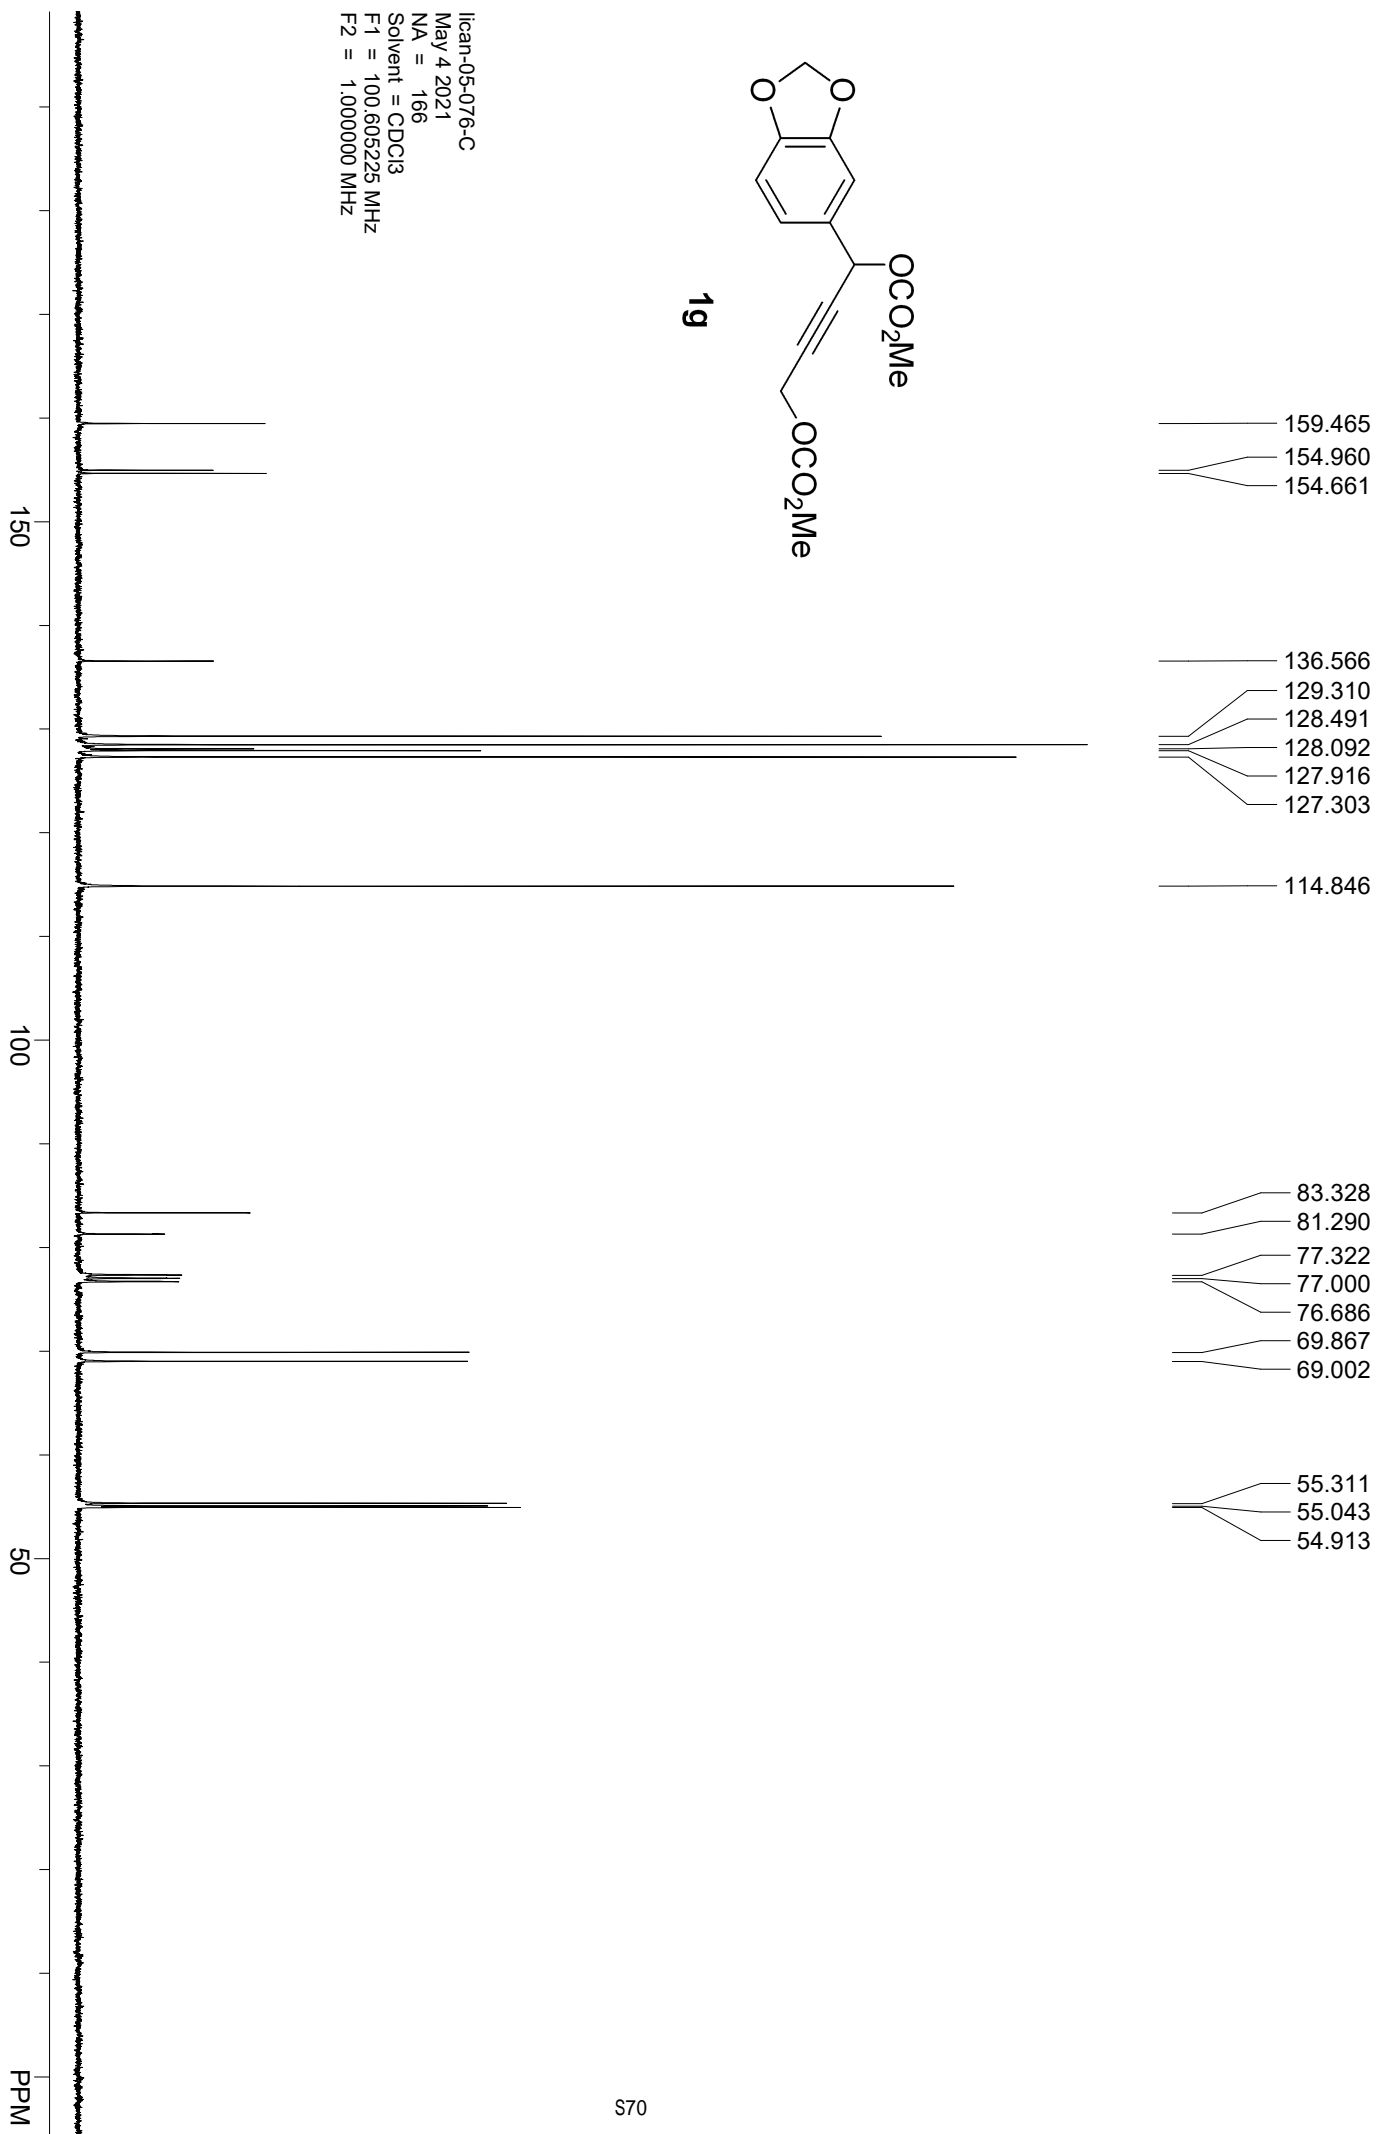 lican-05-076-C
May 4 2021
NA = 166
Solvent = CDCl3
F1 = 100.605225 MHz
F2 = 1.000000 MHz
O
O
OCO2Me
OCO2Me
1g
159.465
154.960
154.661
136.566
129.310
128.491
128.092
127.916
127.303
114.846
83.328
81.290
77.322
77.000
76.686
69.867
69.002
55.311
55.043
54.913
150
100
50
PPM
S70